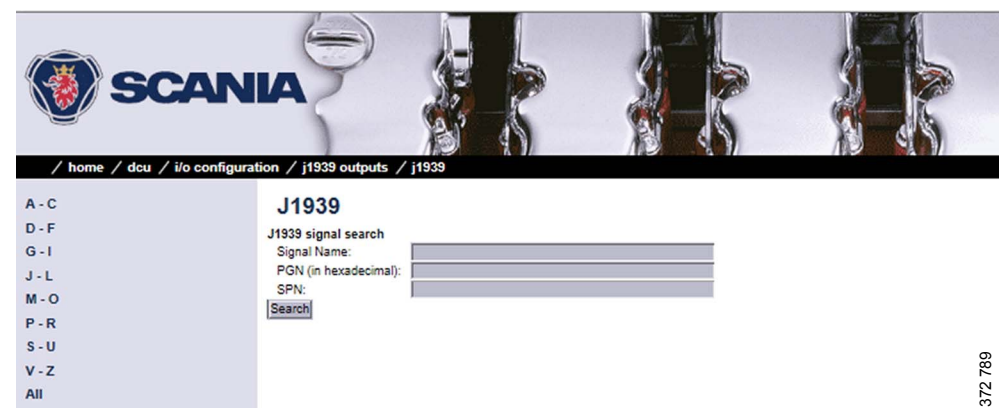 SCANIA
/ home / dcu / i/o configuration / j1939 outputs / j1939
A - C
D - F
G - I
J - L
M - O
P - R
S - U
V - Z
All
J1939
J1939 signal search
Signal Name:
PGN (in hexadecimal):
SPN:
Search
372 789